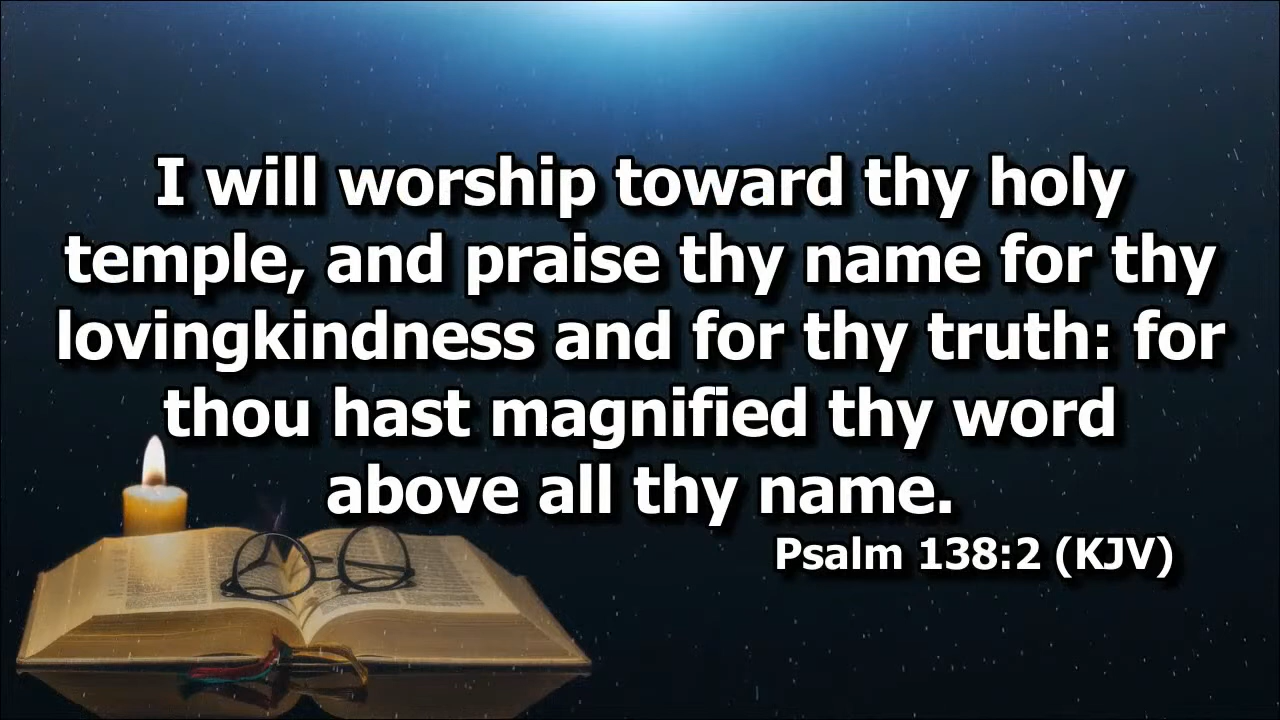 I will worship toward thy holy
temple, and praise thy name for thy
lovingkindness and for thy truth: for
thou hast magnified thy word
above all thy name.
Psalm 138:2 (KJV)